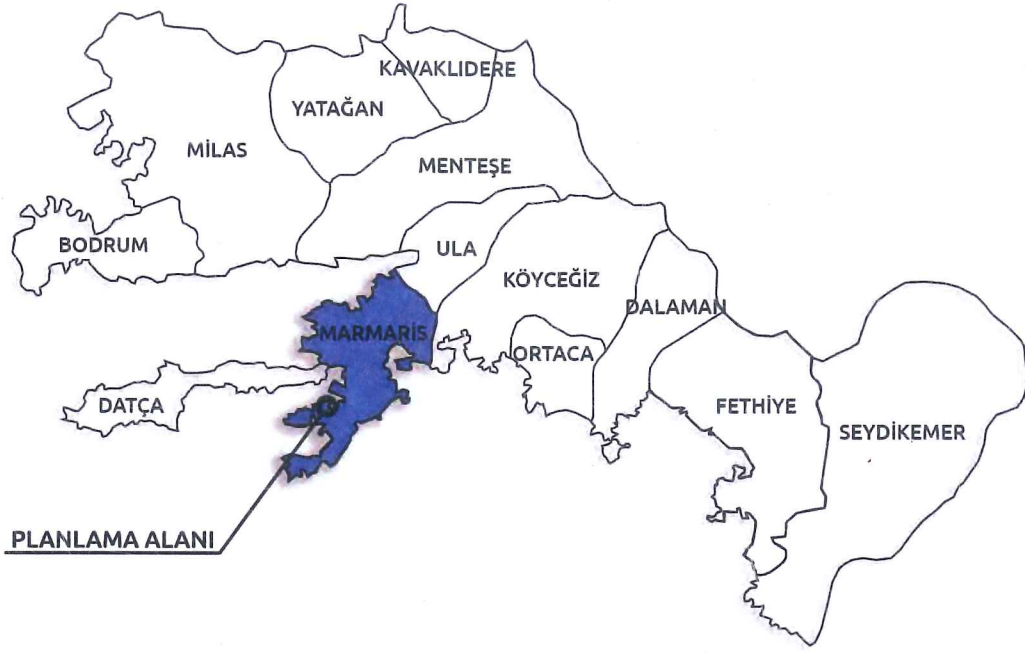 KAVAKLIDERE
YATAĞAN
MİLAS
MENTEŞE
BODRUM
ULA
KÖYCEĞİZ
DALAMAN
MARMARİS
ORTACA
DATÇA
FETHİYE
SEYDİKEMER
PLANLAMA ALANI